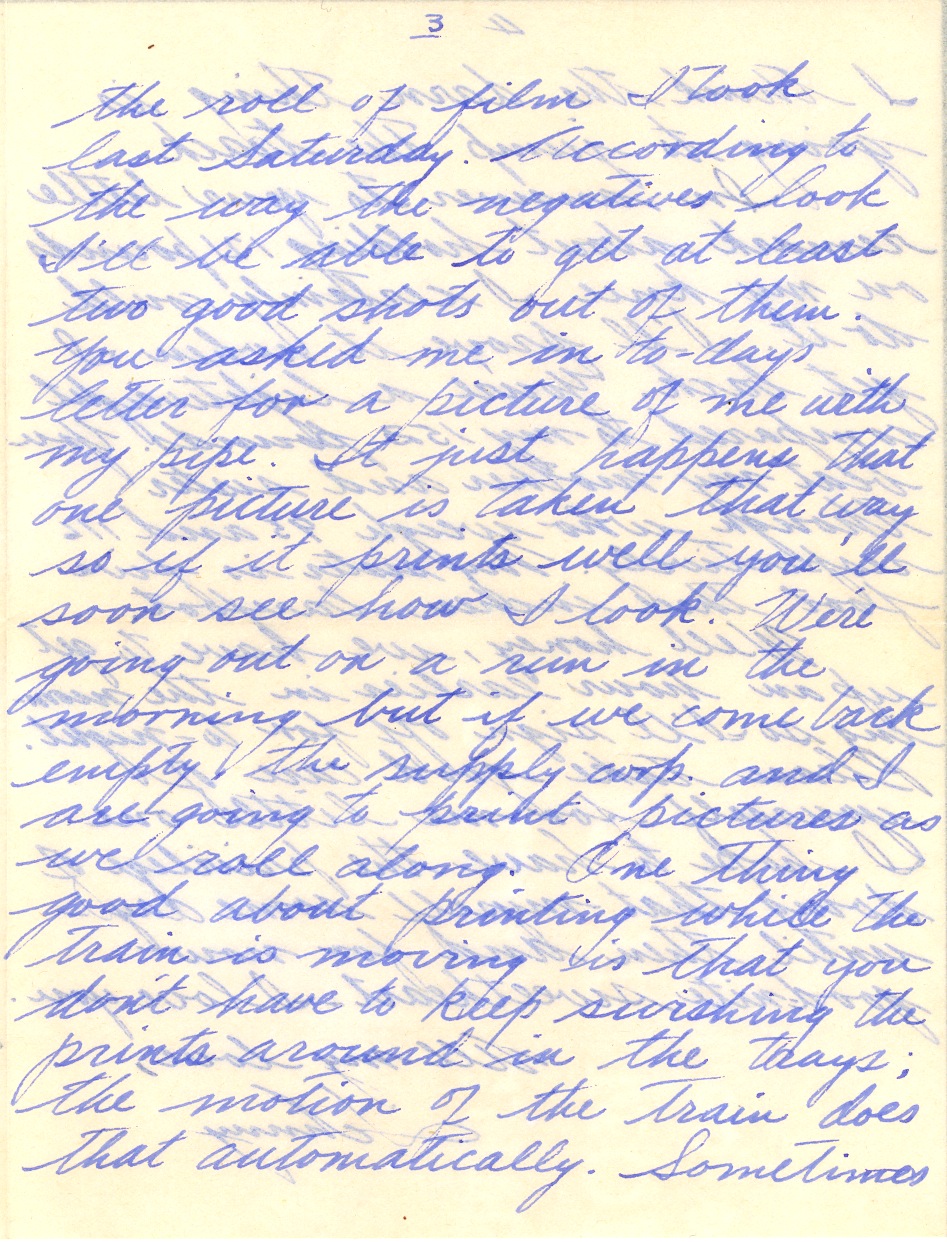 3
the roll of film I took
last Saturday. According to
the way the negatives look
I'll be able to get at least
two good shots out of them.
You asked me in to-days
letter for a picture of me with
my pipe. It just happens that
one picture is taken that way
so if it prints well you'll
soon see how I look. We're
going out on a run in the
morning but if we come back
empty, the supply corp. and I
are going to print pictures as
we roll along. One thing
good about printing while the
train is moving is that you
don't have to keep swishing the
prints around in the trays;
the motion of the train does
that automatically. Sometimes